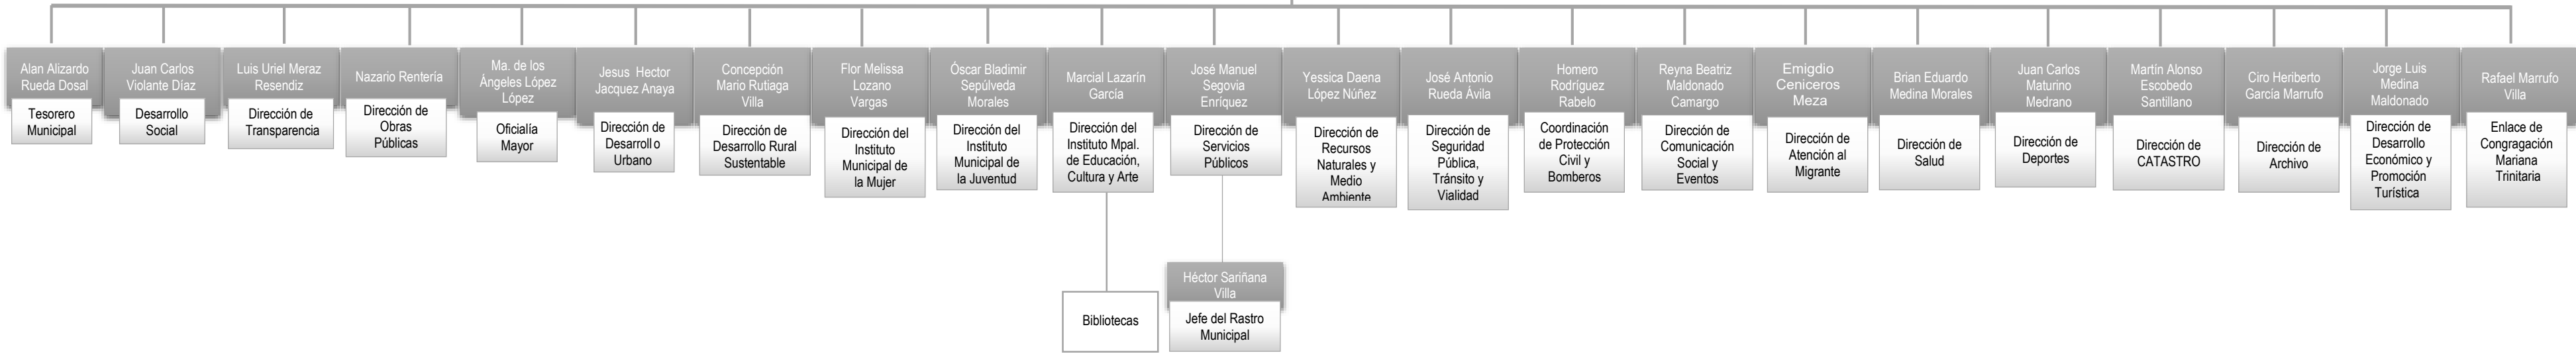 Alan Alizardo
Rueda Dosal
Tesorero
Municipal
Juan Carlos
Violante Díaz
Desarrollo
Social
Luis Uriel Meraz
Resendiz
Dirección de
Transparencia
Nazario Rentería
Dirección de
Obras
Públicas
Ma. de los
Ángeles López
López
Oficialía
Mayor
Jesus Hector
Jacquez Anaya
Dirección de
Desarrollo
Urbano
Concepción
Mario Rutiaga
Villa
Dirección de
Desarrollo Rural
Sustentable
Flor Melissa
Lozano
Vargas
Dirección del
Instituto
Municipal de
la Mujer
Óscar Bladimir
Sepúlveda
Morales
Dirección del
Instituto
Municipal de
la Juventud
Marcial Lazarín
García
Dirección del
Instituto Mpal.
de Educación,
Cultura y Arte
José Manuel
Segovia
Enríquez
Dirección de
Servicios
Públicos
Yessica Daena
López Núñez
Dirección de
Recursos
Naturales y
Medio
Ambiente
José Antonio
Rueda Ávila
Dirección de
Seguridad
Pública,
Tránsito y
Vialidad
Homero
Rodríguez
Rabelo
Coordinación
de Protección
Civil y
Bomberos
Reyna Beatriz
Maldonado
Camargo
Dirección de
Comunicación
Social y
Eventos
Emigdio
Ceniceros
Meza
Dirección de
Atención al
Migrante
Brian Eduardo
Medina Morales
Dirección de
Salud
Juan Carlos
Maturino
Medrano
Dirección de
Deportes
Martín Alonso
Escobedo
Santillano
Dirección de
CATASTRO
Ciro Heriberto
García Marrufo
Dirección de
Archivo
Jorge Luis
Medina
Maldonado
Dirección de
Desarrollo
Económico y
Promoción
Turística
Rafael Marrufo
Villa
Enlace de
Congragación
Mariana
Trinitaria
Bibliotecas
Héctor Sariñana
Villa
Jefe del Rastro
Municipal